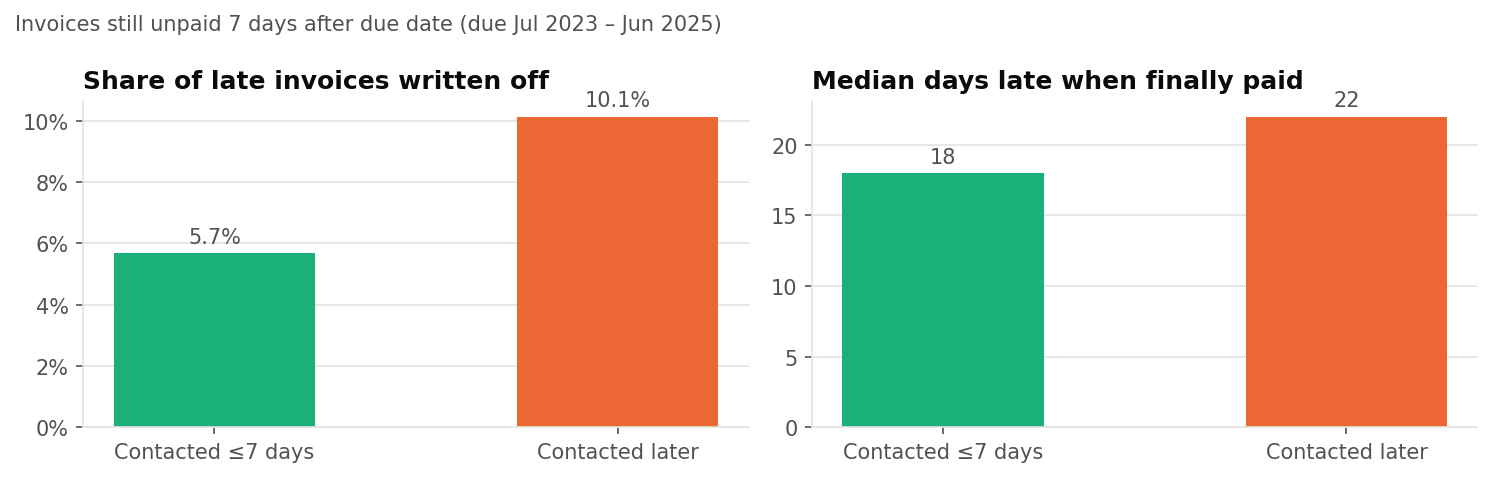 Invoices still unpaid 7 days after due date (due Jul 2023 – Jun 2025)
Share of late invoices written off
10.1%
10%
8%
6%
5.7%
4%
2%
0%
Contacted ≤7 days
Contacted later
Median days late when finally paid
22
20
18
15
10
5
0
Contacted ≤7 days
Contacted later